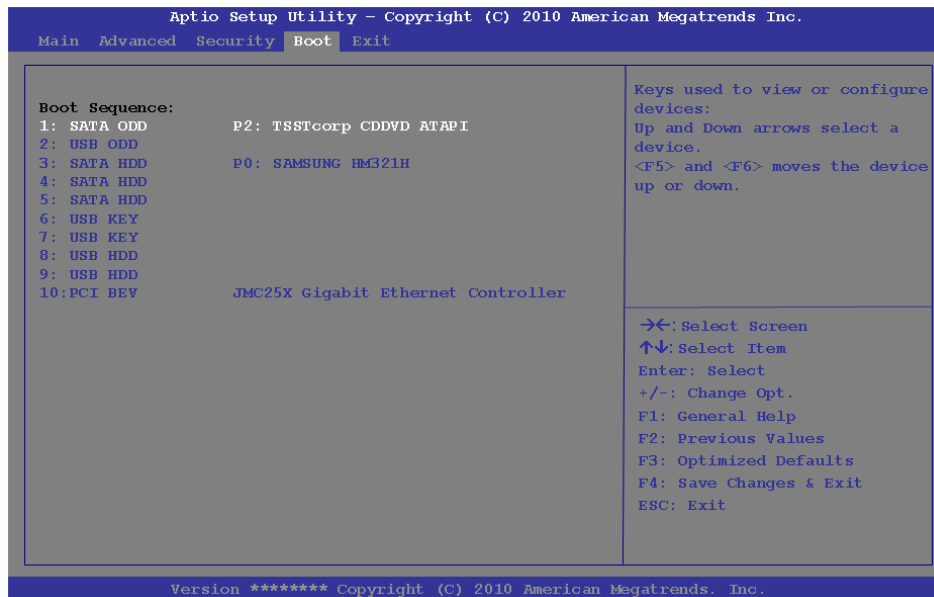 Aptio Setup Utility – Copyright (C) 2010 American Megatrends Inc.
Main Advanced Security Boot Exit
Boot Sequence:
1: SATA ODD P2: TSSTcorp CDDVD ATAPI
2: USB ODD
3: SATA HDD P0: SAMSUNG HM321H
4: SATA HDD
5: SATA HDD
6: USB KEY
7: USB KEY
8: USB HDD
9: USB HDD
10:PCI BEV JMC25X Gigabit Ethernet Controller
Keys used to view or configure
devices:
Up and Down arrows select a
device.
<F5> and <F6> moves the device
up or down.
→←:Select Screen
↑↓:Select Item
Enter: Select
+/-: Change Opt.
F1: General Help
F2: Previous Values
F3: Optimized Defaults
F4: Save Changes & Exit
ESC: Exit
Version ******** Copyright (C) 2010 American Megatrends. Inc.